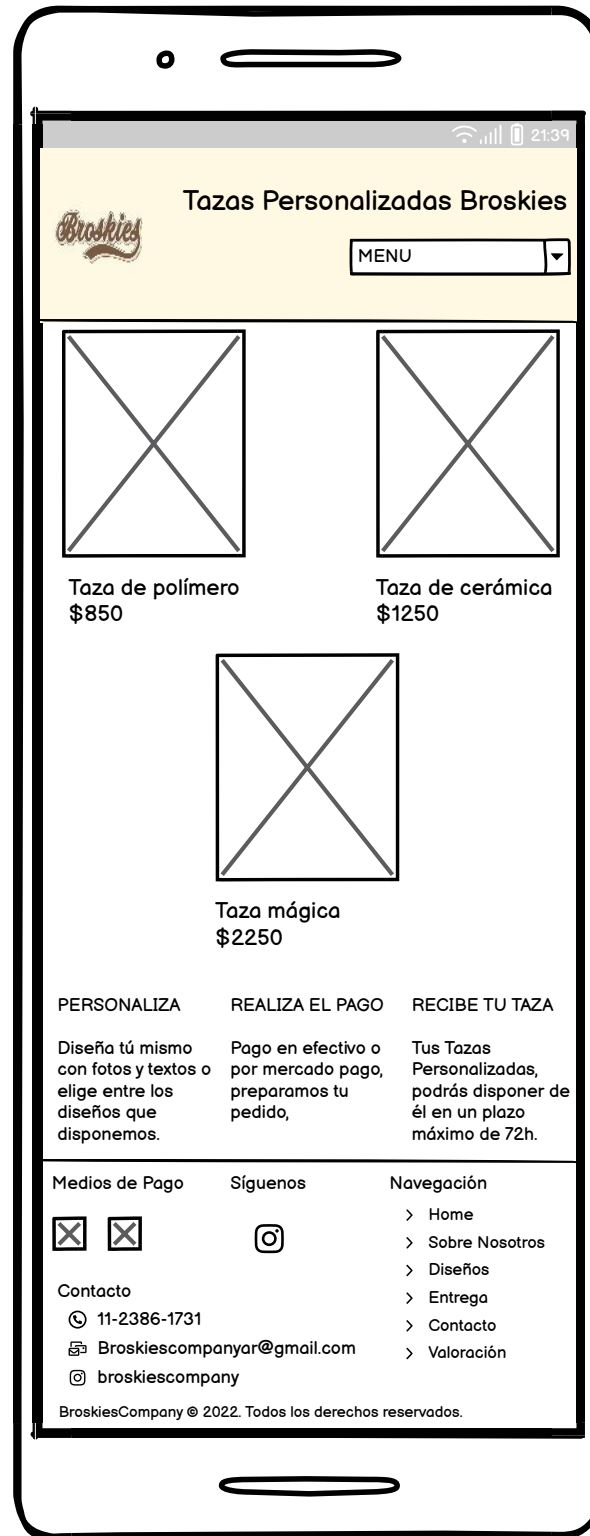 21:39
Broskies
Tazas Personalizadas Broskies
MENU
Taza de polímero
$850
Taza de cerámica
$1250
Taza mágica
$2250
PERSONALIZA
Diseña tú mismo
con fotos y textos o
elige entre los
diseños que
disponemos.
REALIZA EL PAGO
Pago en efectivo o
por mercado pago,
preparamos tu
pedido,
RECIBE TU TAZA
Tus Tazas
Personalizadas,
podrás disponer de
él en un plazo
máximo de 72h.
Medios de Pago
Síguenos
Navegación
Home
Sobre Nosotros
Diseños
Entrega
Contacto
Valoración
Contacto
11-2386-1731
Broskiescompanyar@gmail.com
broskiescompany
BroskiesCompany © 2022. Todos los derechos reservados.